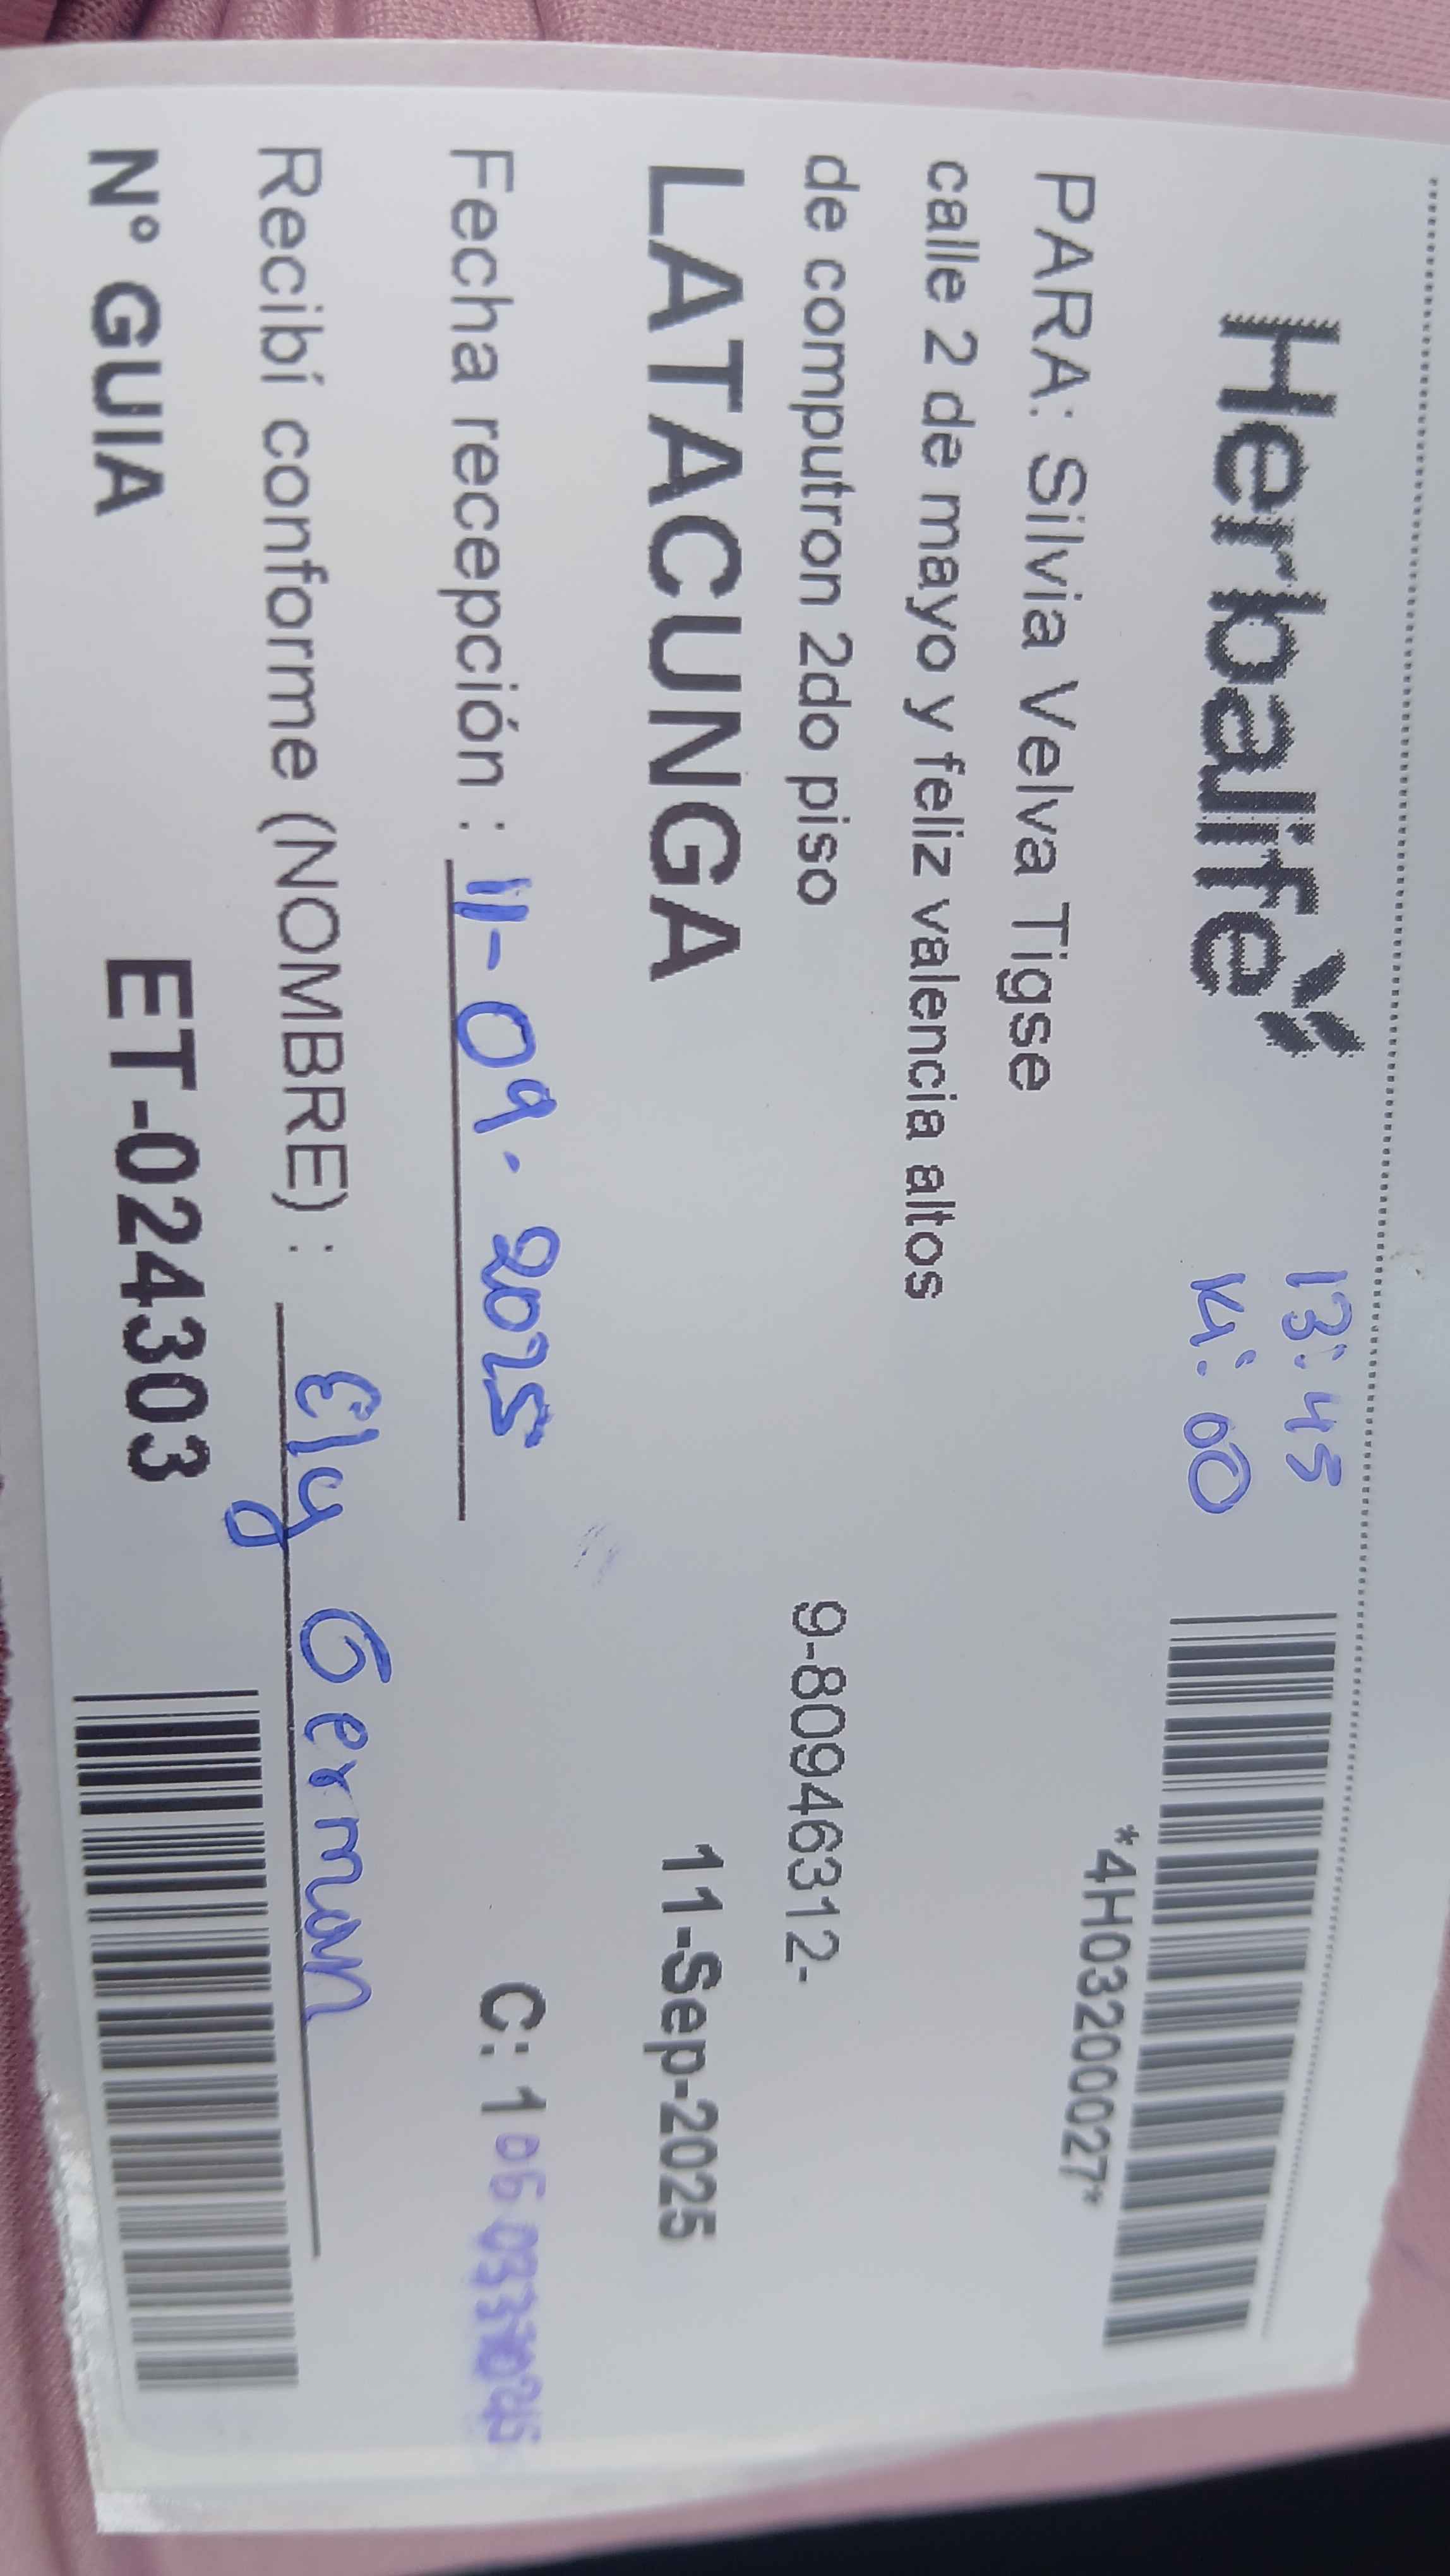 Herbalife
13:45
14:00
*4H03200027*
PARA: Silvia Velva Tigse
calle 2 de mayo y feliz valencia altos
de computron 2do piso
9-809946312-
LATACUNGA
11-Sep-2025
Fecha recepción : 11-09.2025
C: 1
Recibí conforme (NOMBRE) : Ely German
N° GUIA
ET-024303